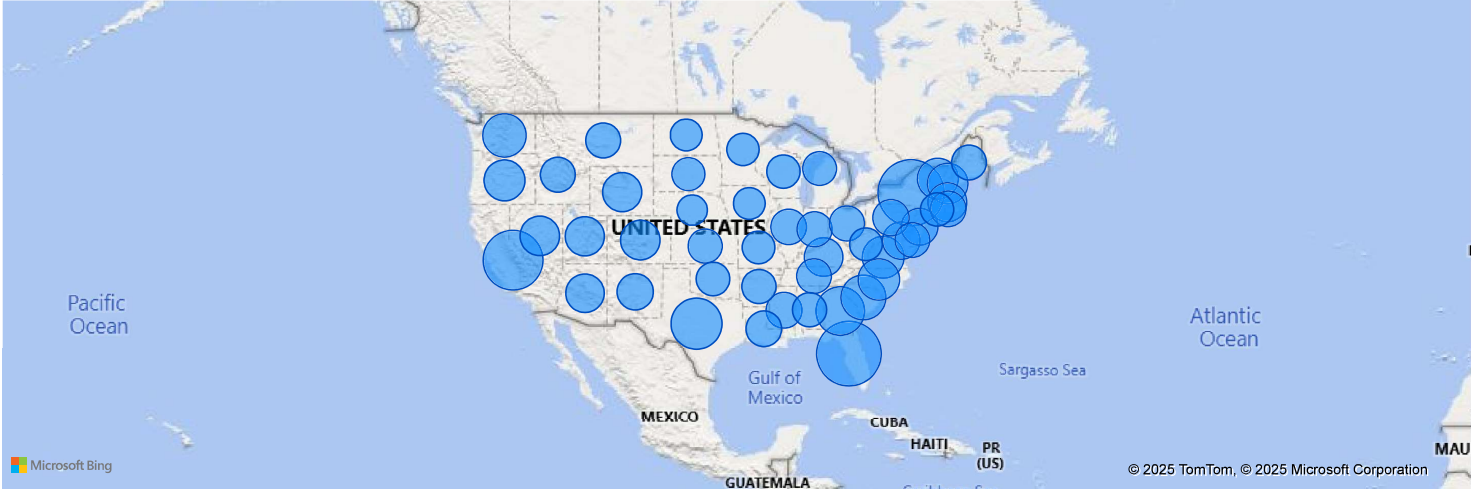 UNITED STATES
Pacific
Ocean
Atlantic
Ocean
Gulf of
Mexico
Sargasso Sea
MEXICO
CUBA
HAITI
PR
(US)
MAU
Microsoft Bing
© 2025 TomTom, © 2025 Microsoft Corporation
GUATEMALA